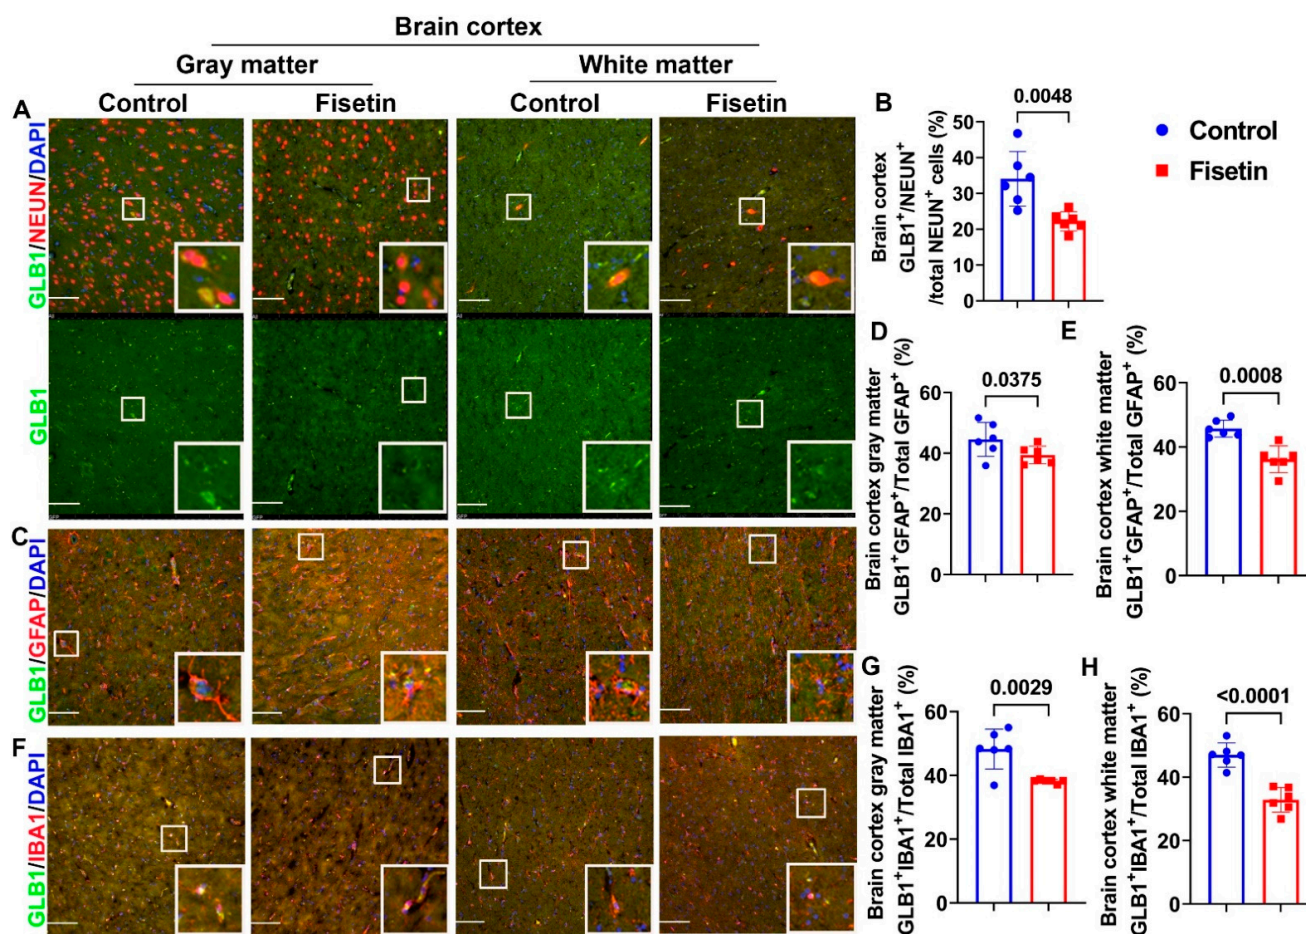 Brain cortex
Gray matter
White matter
Control
Fisetin
Control
Fisetin
A
GLB1/NEUN/DAPI
GLB1
C
GLB1/GFAP/DAPI
F
GLB1/IBA1/DAPI
B
Brain cortex
GLB1⁺/NEUN⁺
/total NEUN⁺ cells (%)
0.0048
50
40
30
20
10
0
Control
Fisetin
D
Brain cortex gray matter
GLB1⁺GFAP⁺/Total GFAP⁺ (%)
0.0375
60
40
20
0
E
Brain cortex white matter
GLB1⁺GFAP⁺/Total GFAP⁺ (%)
0.0008
60
40
20
0
G
Brain cortex gray matter
GLB1⁺IBA1⁺/Total IBA1⁺ (%)
0.0029
60
40
20
0
H
Brain cortex white matter
GLB1⁺IBA1⁺/Total IBA1⁺ (%)
<0.0001
60
40
20
0